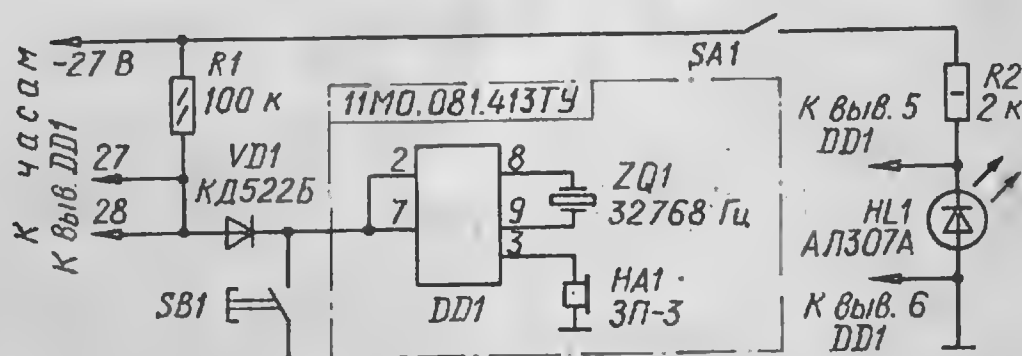 К часам
-27 В
R1
100 к
К выв. DD1
27
28
VD1
КД522Б
SB1
11М0.081.413ТУ
2
7
8
9
3
DD1
ZQ1
32768 Гц
HA1
ЗП-3
SA1
R2
2 к
К выв. 5
DD1
HL1
АЛ307А
К выв. 6
DD1